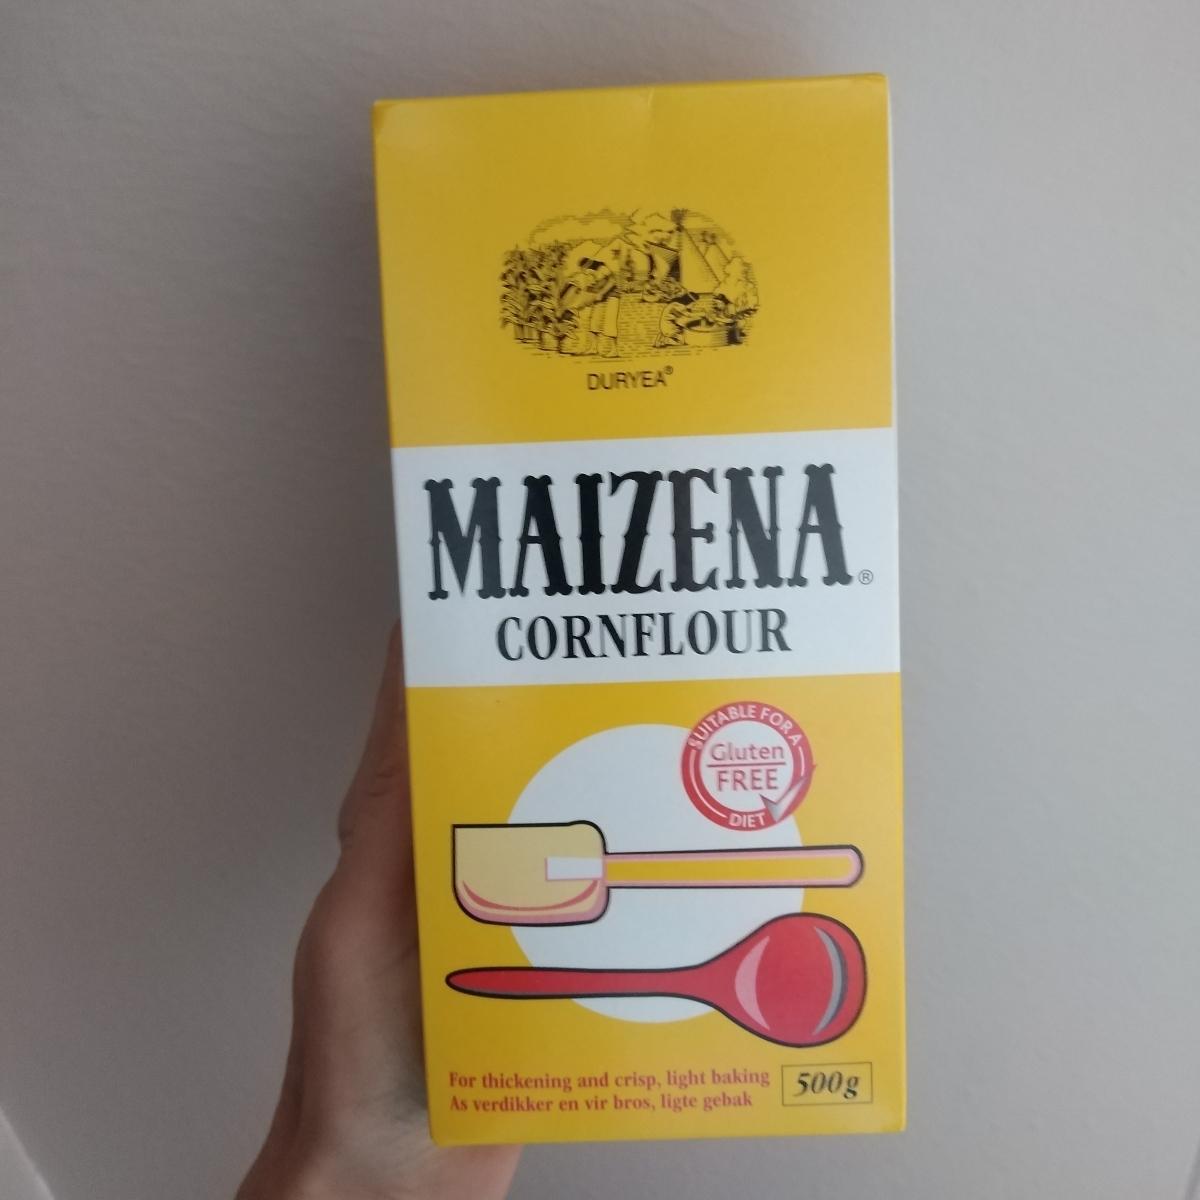 DURYEA®
MAIZENA®
CORNFLOUR
SUITABLE FOR A
Gluten
FREE
DIET
For thickening and crisp, light baking
As verdikker en vir bros, ligte gebak
500g